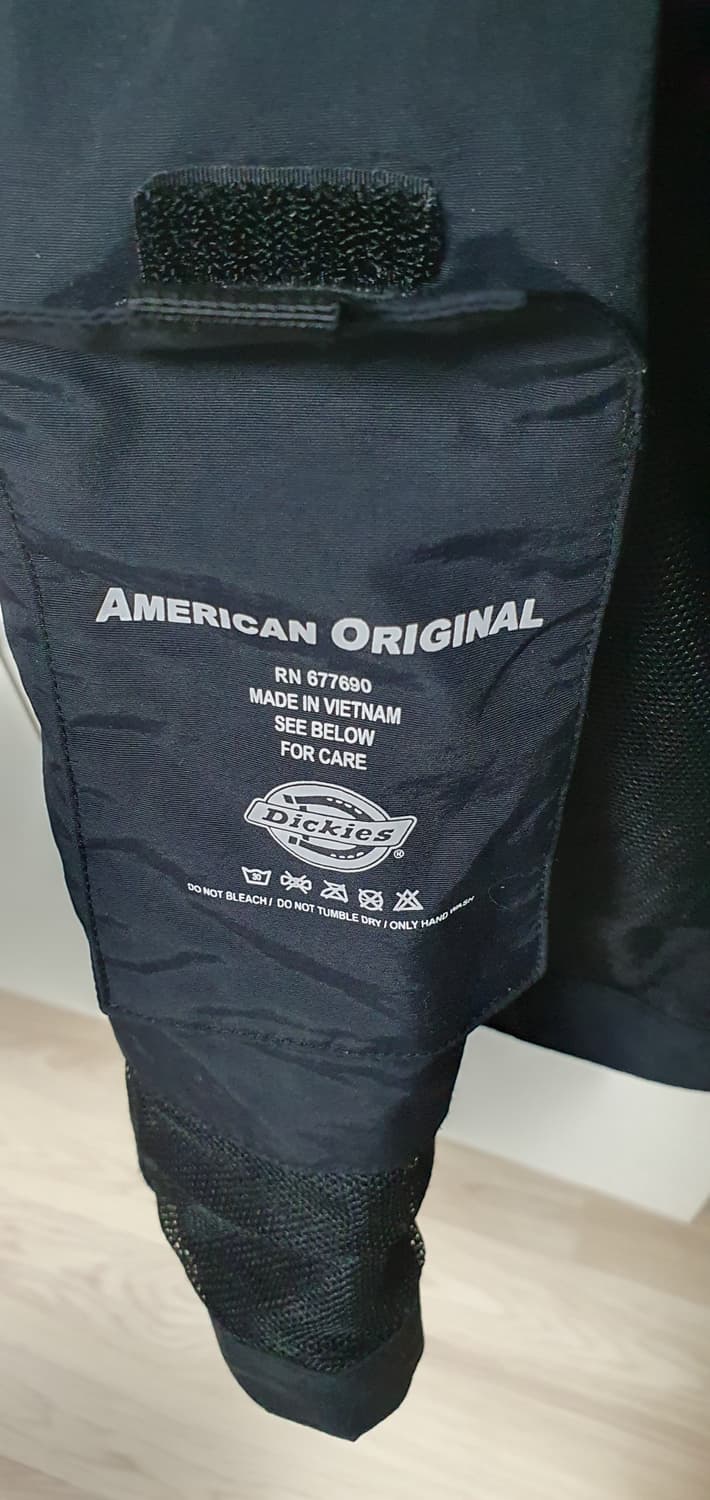 AMERICAN ORIGINAL
RN 677690
MADE IN VIETNAM
SEE BELOW
FOR CARE
Dickies®
30
DO NOT BLEACH / DO NOT TUMBLE DRY / ONLY HAND WASH